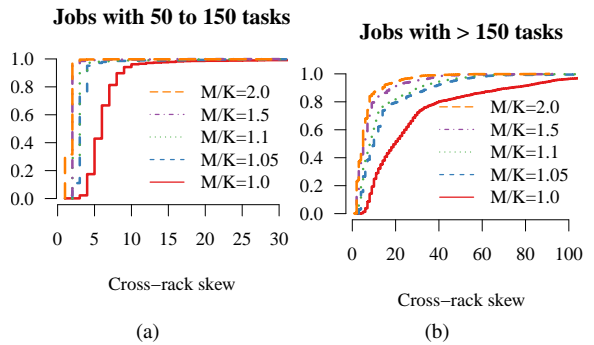 Jobs with 50 to 150 tasks
1.0
0.8
0.6
0.4
0.2
0.0
M/K=2.0
M/K=1.5
M/K=1.1
M/K=1.05
M/K=1.0
0 5 10 15 20 25 30
Cross−rack skew
(a)
Jobs with > 150 tasks
1.0
0.8
0.6
0.4
0.2
0.0
M/K=2.0
M/K=1.5
M/K=1.1
M/K=1.05
M/K=1.0
0 20 40 60 80 100
Cross−rack skew
(b)